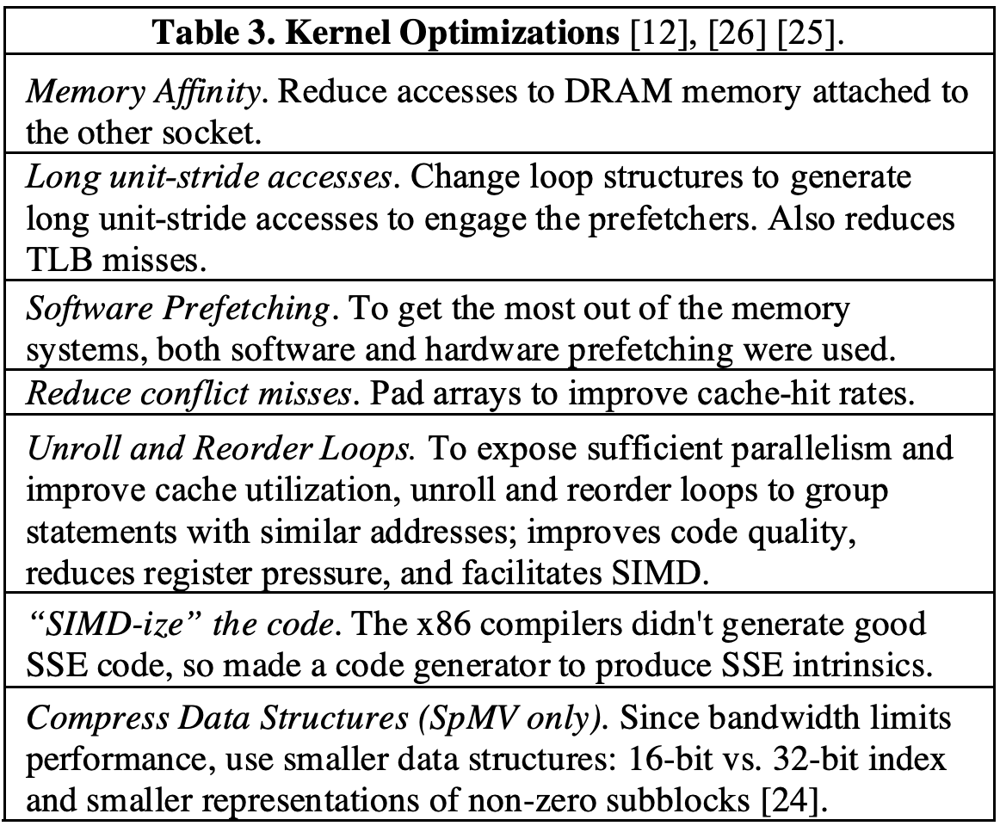 Table 3. Kernel Optimizations [12], [26] [25].
Memory Affinity. Reduce accesses to DRAM memory attached to
the other socket.
Long unit-stride accesses. Change loop structures to generate
long unit-stride accesses to engage the prefetchers. Also reduces
TLB misses.
Software Prefetching. To get the most out of the memory
systems, both software and hardware prefetching were used.
Reduce conflict misses. Pad arrays to improve cache-hit rates.
Unroll and Reorder Loops. To expose sufficient parallelism and
improve cache utilization, unroll and reorder loops to group
statements with similar addresses; improves code quality,
reduces register pressure, and facilitates SIMD.
“SIMD-ize” the code. The x86 compilers didn't generate good
SSE code, so made a code generator to produce SSE intrinsics.
Compress Data Structures (SpMV only). Since bandwidth limits
performance, use smaller data structures: 16-bit vs. 32-bit index
and smaller representations of non-zero subblocks [24].